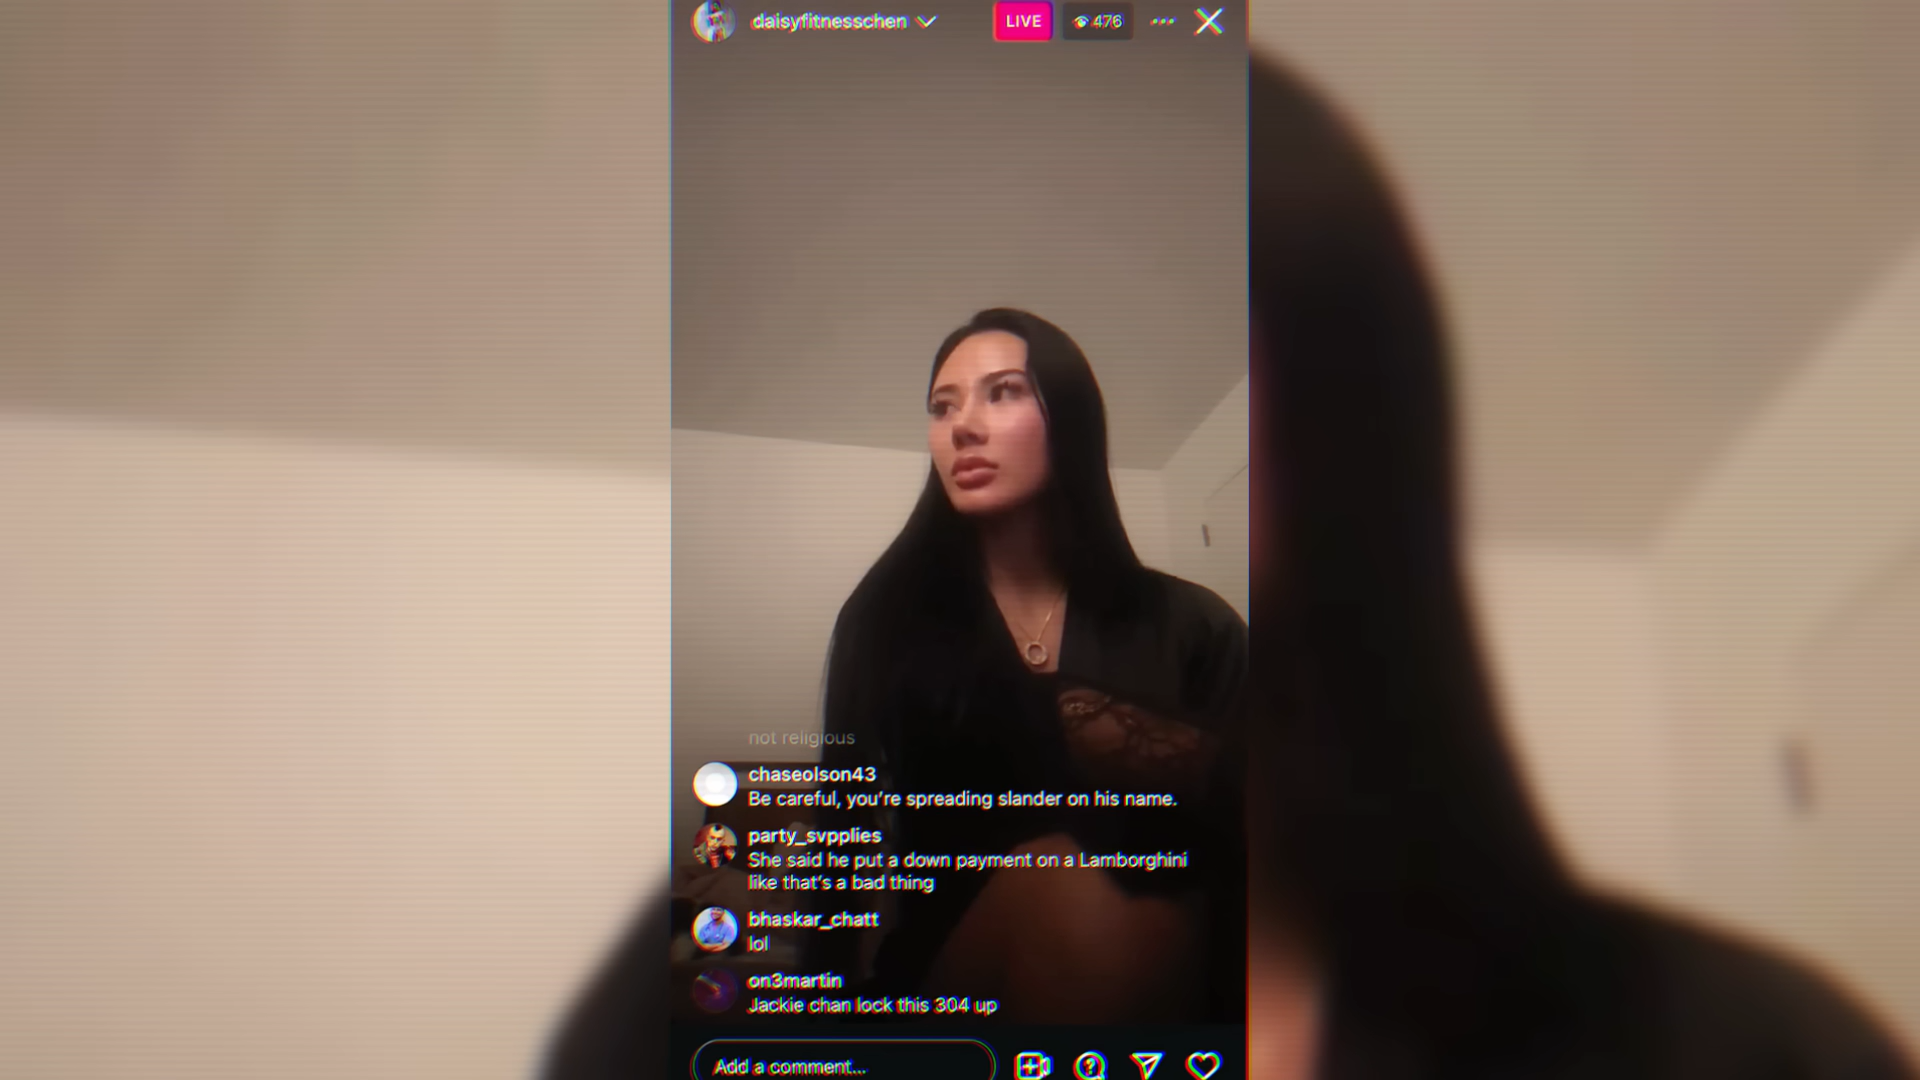 daisyfitnesschen
LIVE
476
not religious
chaseolson43
Be careful, you're spreading slander on his name.
party_svpplies
She said he put a down payment on a Lamborghini
like that's a bad thing
bhaskar_chatt
lol
on3martin
Jackie chan lock this 304 up
Add a comment...